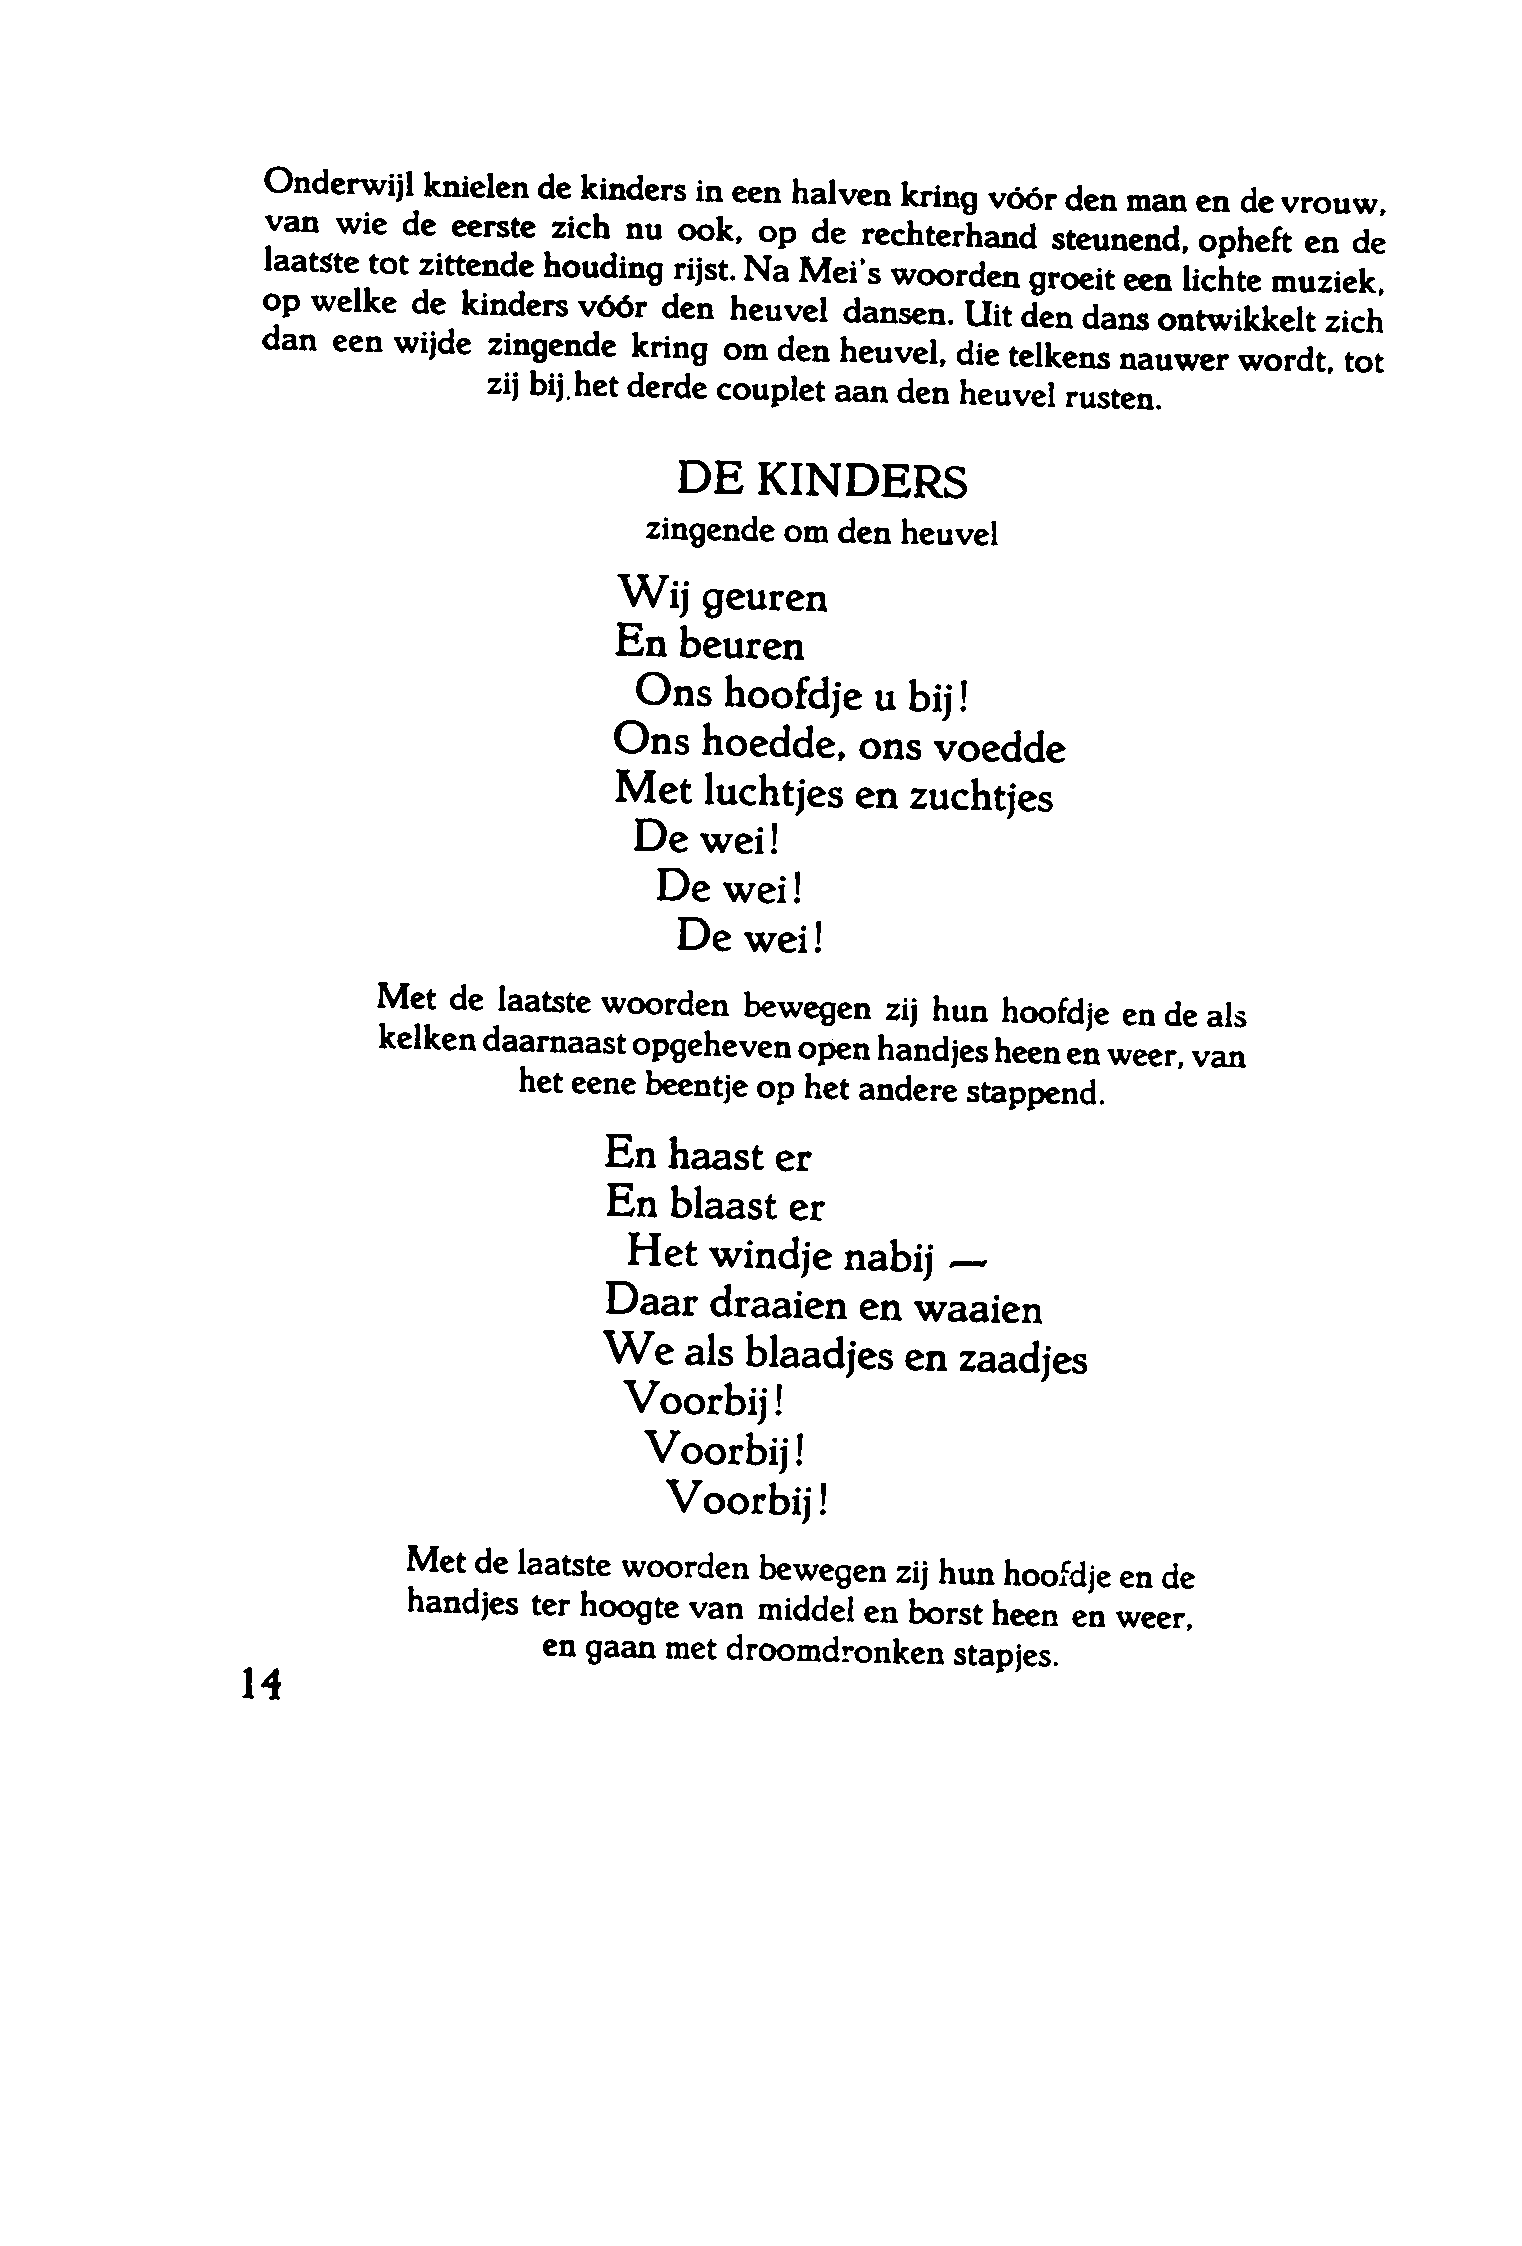 Onderwijl knielen de kinders in een halven kring vóór den man en de vrouw,
van wie de eerste zich nu ook, op de rechterhand steunend, opheft en de
laatste tot zittende houding rijst. Na Mei's woorden groeit een lichte muziek,
op welke de kinders vóór den heuvel dansen. Uit den dans ontwikkelt zich
dan een wijde zingende kring om den heuvel, die telkens nauwer wordt, tot
zij bij het derde couplet aan den heuvel rusten.
DE KINDERS
zingende om den heuvel
Wij geuren
En beuren
Ons hoofdje u bij!
Ons hoedde, ons voedde
Met luchtjes en zuchtjes
De wei!
De wei!
De wei!
Met de laatste woorden bewegen zij hun hoofdje en de als
kelken daarnaast opgeheven open handjes heen en weer, van
het eene beentje op het andere stappend.
En haast er
En blaast er
Het windje nabij —
Daar draaien en waaien
We als blaadjes en zaadjes
Voorbij!
Voorbij!
Voorbij!
Met de laatste woorden bewegen zij hun hoofdje en de
handjes ter hoogte van middel en borst heen en weer,
en gaan met droomdronken stapjes.
14